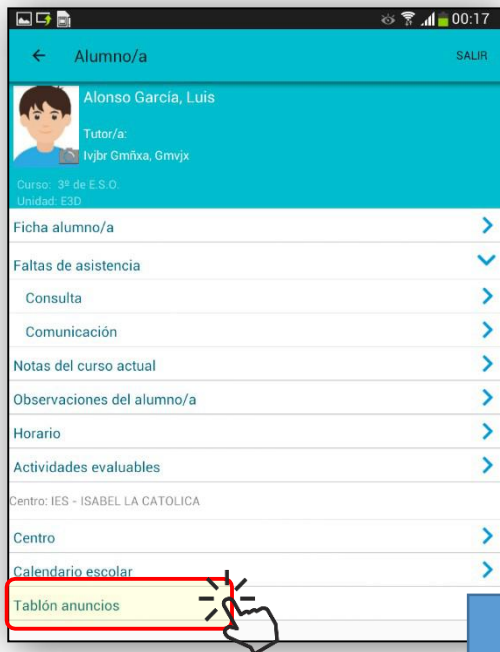 00:17
Alumno/a
SALIR
Alonso García, Luis
Tutor/a:
Ivjbr Gmñxa, Gmvjx
Curso: 3º de E.S.O.
Unidad: E3D
Ficha alumno/a
Faltas de asistencia
Consulta
Comunicación
Notas del curso actual
Observaciones del alumno/a
Horario
Actividades evaluables
Centro: IES - ISABEL LA CATOLICA
Centro
Calendario escolar
Tablón anuncios